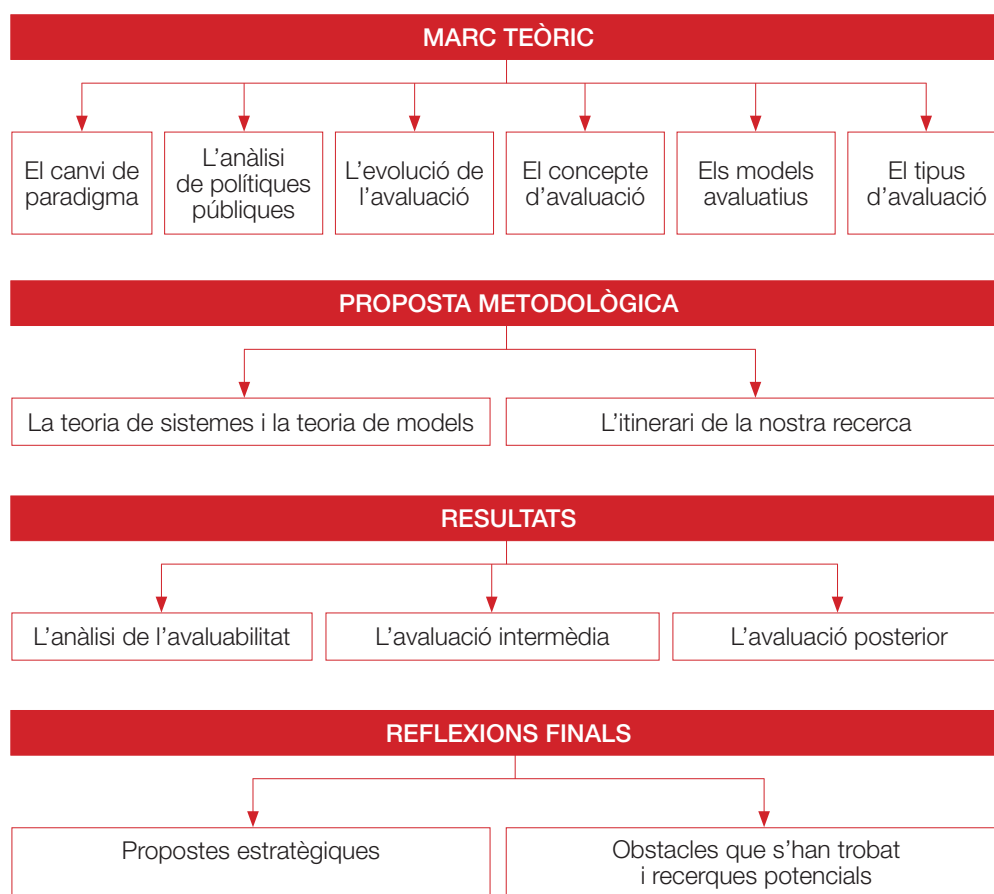 MARC TEÒRIC
El canvi de
paradigma
L’anàlisi
de polítiques
públiques
L’evolució de
l’avaluació
El concepte
d’avaluació
Els models
avaluatius
El tipus
d’avaluació
PROPOSTA METODOLÒGICA
La teoria de sistemes i la teoria de models
L’itinerari de la nostra recerca
RESULTATS
L’anàlisi de l’avaluabilitat
L’avaluació intermèdia
L’avaluació posterior
REFLEXIONS FINALS
Propostes estratègiques
Obstacles que s’han trobat
i recerques potencials